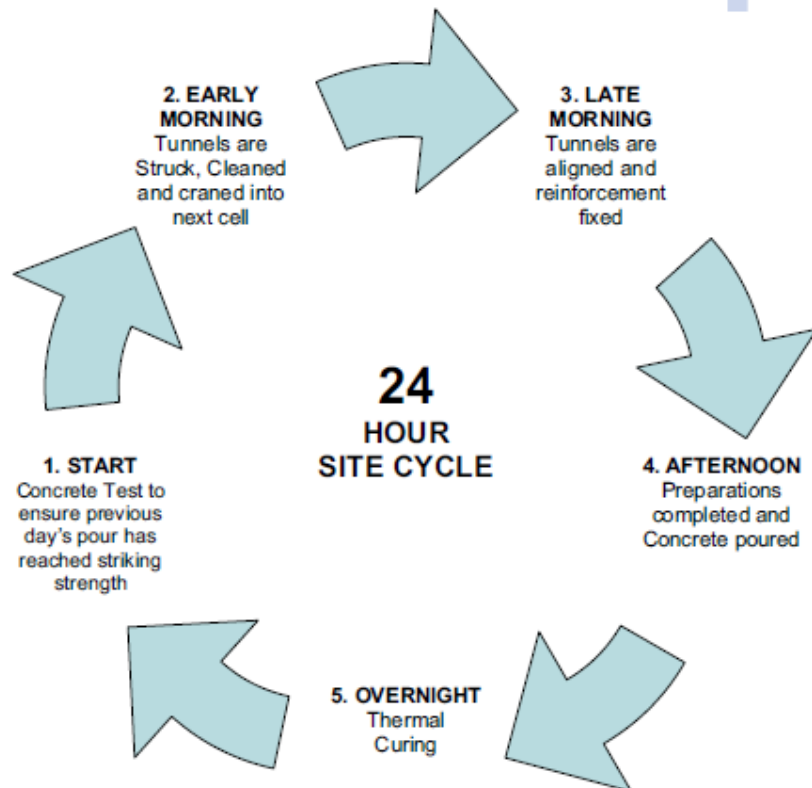 2. EARLY
MORNING
Tunnels are
Struck, Cleaned
and craned into
next cell
3. LATE
MORNING
Tunnels are
aligned and
reinforcement
fixed
24
HOUR
SITE CYCLE
1. START
Concrete Test to
ensure previous
day's pour has
reached striking
strength
4. AFTERNOON
Preparations
completed and
Concrete poured
5. OVERNIGHT
Thermal
Curing